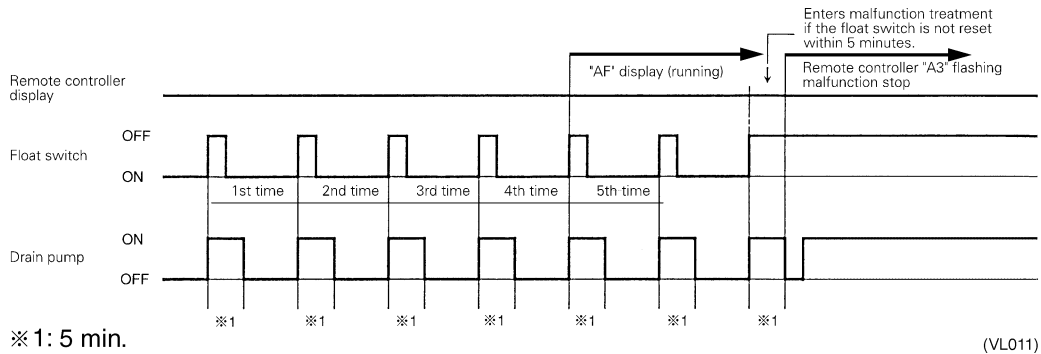 Enters malfunction treatment
if the float switch is not reset
within 5 minutes.
"AF" display (running)
Remote controller "A3" flashing
malfunction stop
Remote controller
display
OFF
Float switch
ON
1st time
2nd time
3rd time
4th time
5th time
ON
Drain pump
OFF
※1
※1
※1
※1
※1
※1
※1
※1: 5 min.
(VL011)